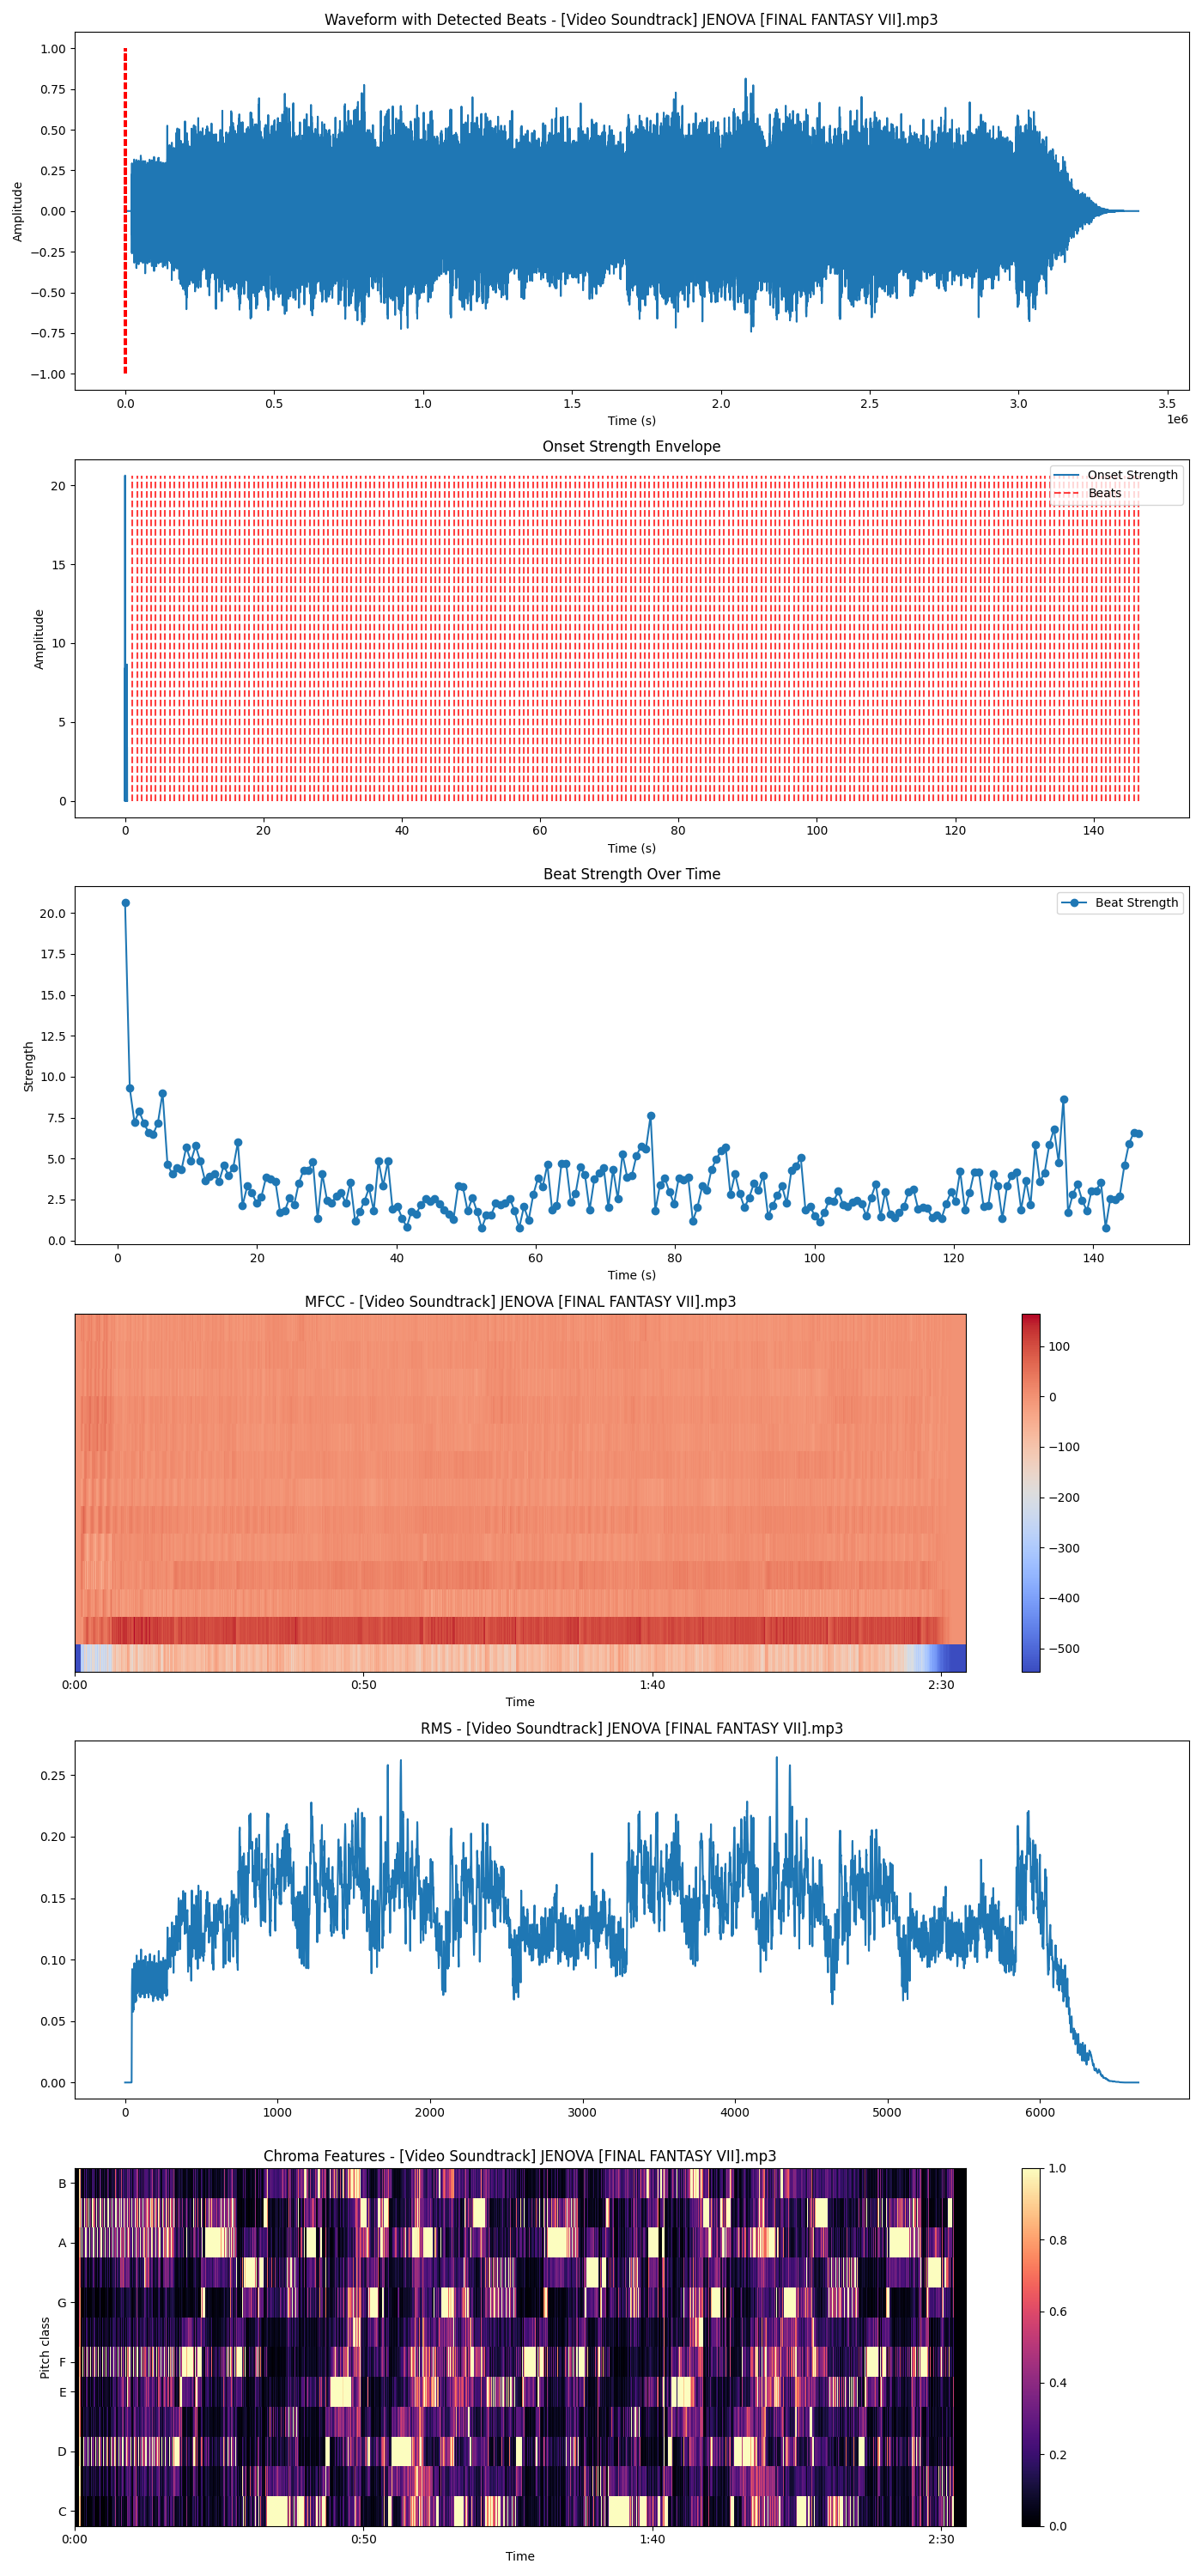 Waveform with Detected Beats - [Video Soundtrack] JENOVA [FINAL FANTASY VII].mp3
1.00
0.75
0.50
0.25
0.00
−0.25
−0.50
−0.75
−1.00
Amplitude
0.0 0.5 1.0 1.5 2.0 2.5 3.0 3.5
1e6
Time (s)
Onset Strength Envelope
Onset Strength
Beats
20
15
10
5
0
Amplitude
0 20 40 60 80 100 120 140
Time (s)
Beat Strength Over Time
Beat Strength
20.0
17.5
15.0
12.5
10.0
7.5
5.0
2.5
0.0
Strength
0 20 40 60 80 100 120 140
Time (s)
MFCC - [Video Soundtrack] JENOVA [FINAL FANTASY VII].mp3
100
0
−100
−200
−300
−400
−500
0:00 0:50 1:40 2:30
Time
RMS - [Video Soundtrack] JENOVA [FINAL FANTASY VII].mp3
0.25
0.20
0.15
0.10
0.05
0.00
0 1000 2000 3000 4000 5000 6000
Chroma Features - [Video Soundtrack] JENOVA [FINAL FANTASY VII].mp3
B
A
G
F
E
D
C
Pitch class
1.0
0.8
0.6
0.4
0.2
0.0
0:00 0:50 1:40 2:30
Time